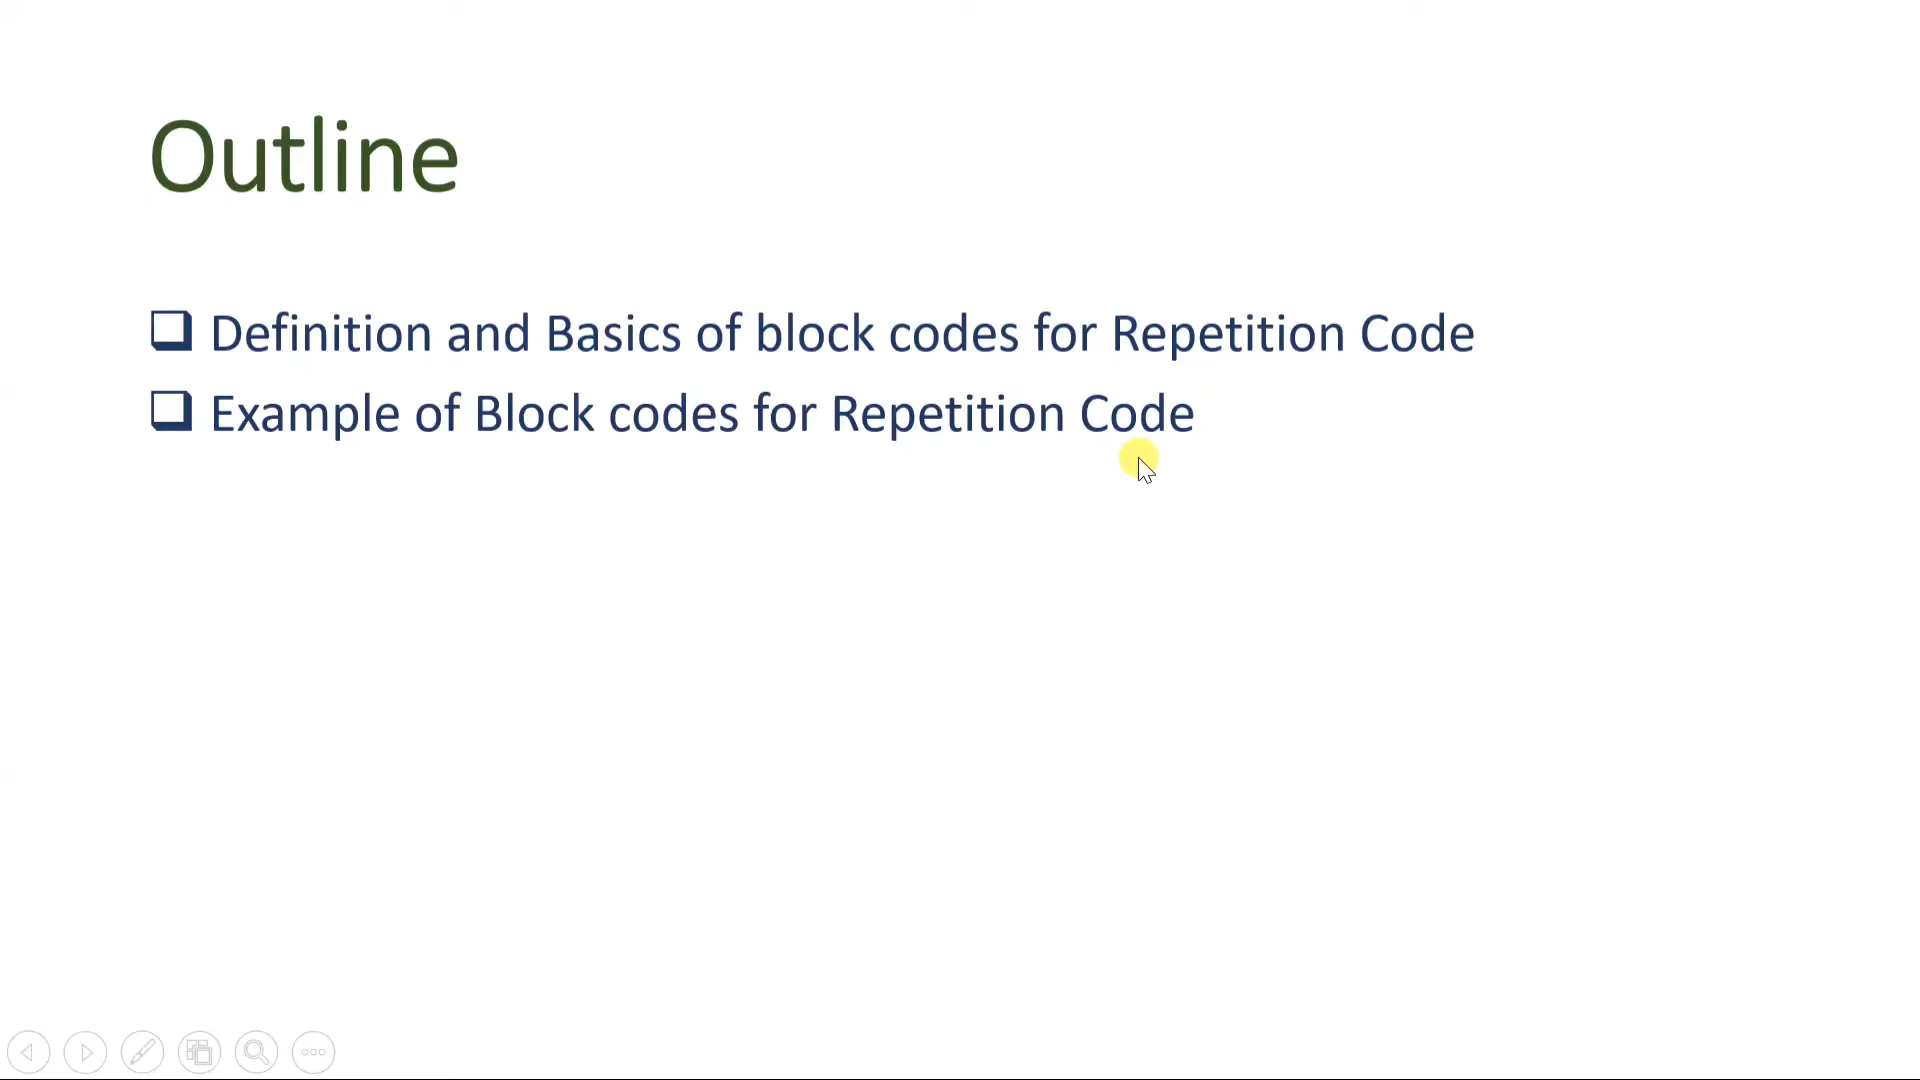 Outline
Definition and Basics of block codes for Repetition Code
Example of Block codes for Repetition Code